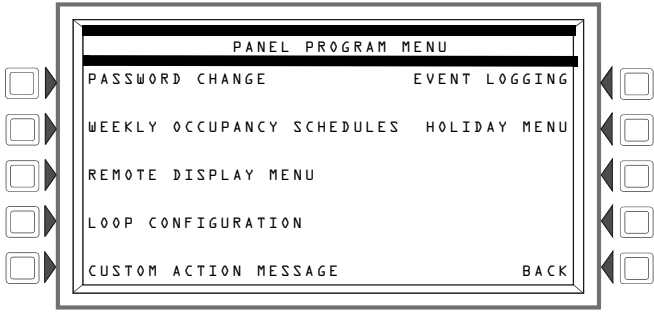 PANEL PROGRAM MENU
PASSWORD CHANGE EVENT LOGGING
WEEKLY OCCUPANCY SCHEDULES HOLIDAY MENU
REMOTE DISPLAY MENU
LOOP CONFIGURATION
CUSTOM ACTION MESSAGE BACK